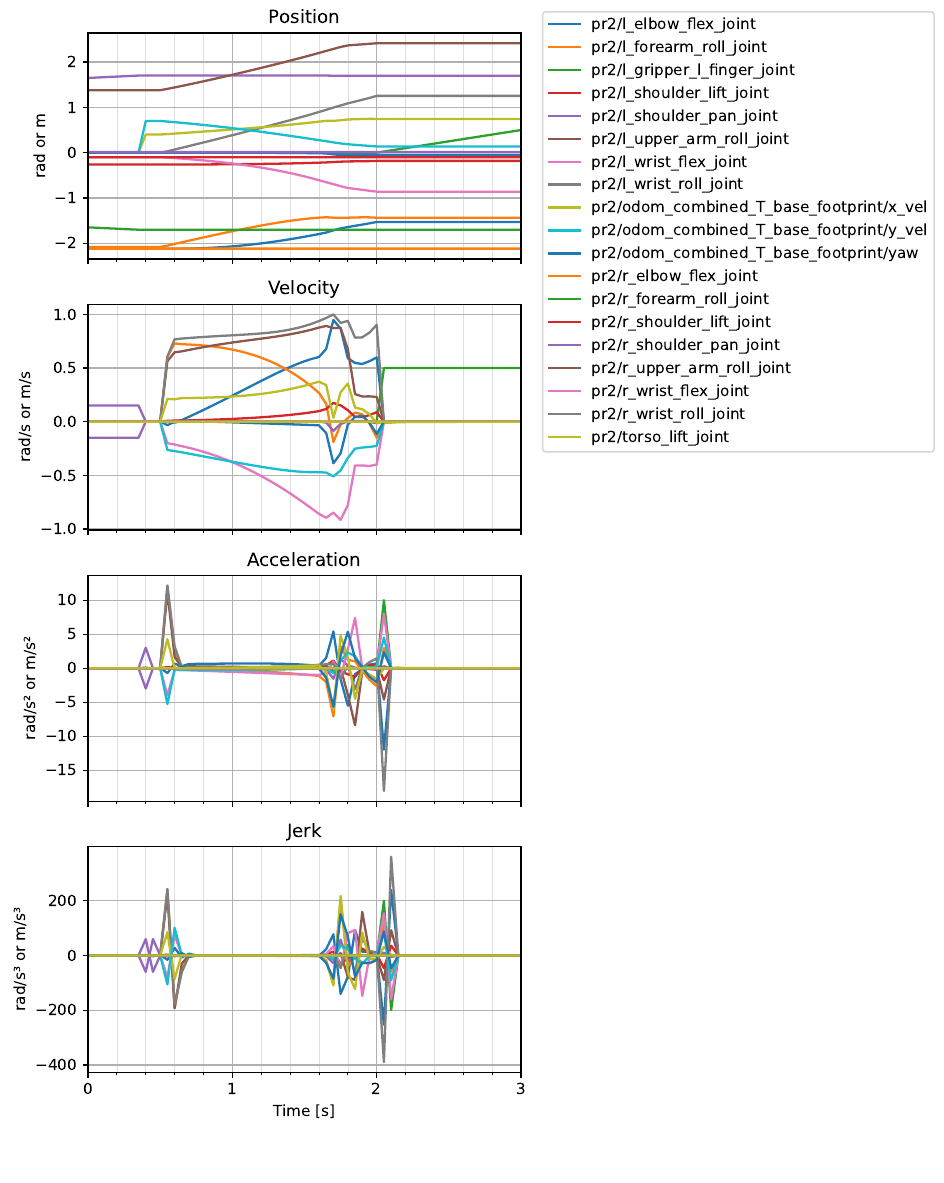 Position
rad or m
2
1
0
−1
−2
pr2/l_elbow_flex_joint
pr2/l_forearm_roll_joint
pr2/l_gripper_l_finger_joint
pr2/l_shoulder_lift_joint
pr2/l_shoulder_pan_joint
pr2/l_upper_arm_roll_joint
pr2/l_wrist_flex_joint
pr2/l_wrist_roll_joint
pr2/odom_combined_T_base_footprint/x_vel
pr2/odom_combined_T_base_footprint/y_vel
pr2/odom_combined_T_base_footprint/yaw
pr2/r_elbow_flex_joint
pr2/r_forearm_roll_joint
pr2/r_shoulder_lift_joint
pr2/r_shoulder_pan_joint
pr2/r_upper_arm_roll_joint
pr2/r_wrist_flex_joint
pr2/r_wrist_roll_joint
pr2/torso_lift_joint
Velocity
rad/s or m/s
1.0
0.5
0.0
−0.5
−1.0
Acceleration
rad/s² or m/s²
10
5
0
−5
−10
−15
Jerk
rad/s³ or m/s³
200
0
−200
−400
0 1 2 3
Time [s]